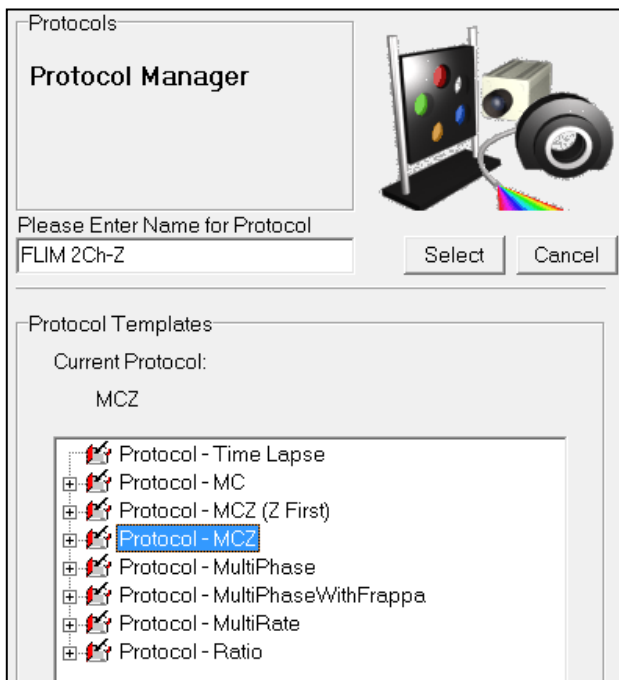 Protocols
Protocol Manager
Please Enter Name for Protocol
FLIM 2Ch-Z
Select
Cancel
Protocol Templates
Current Protocol:
MCZ
Protocol - Time Lapse
Protocol - MC
Protocol - MCZ (Z First)
Protocol - MCZ
Protocol - MultiPhase
Protocol - MultiPhaseWithFrappa
Protocol - MultiRate
Protocol - Ratio